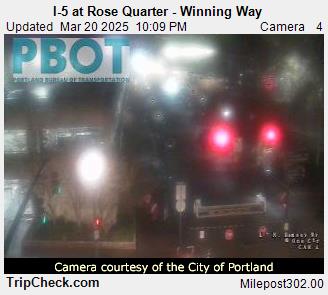 I-5 at Rose Quarter - Winning Way
Updated Mar 20 2025 10:09 PM Camera 4
PBOT
PORTLAND BUREAU OF TRANSPORTATION
Camera courtesy of the City of Portland
TripCheck.com Milepost302.00